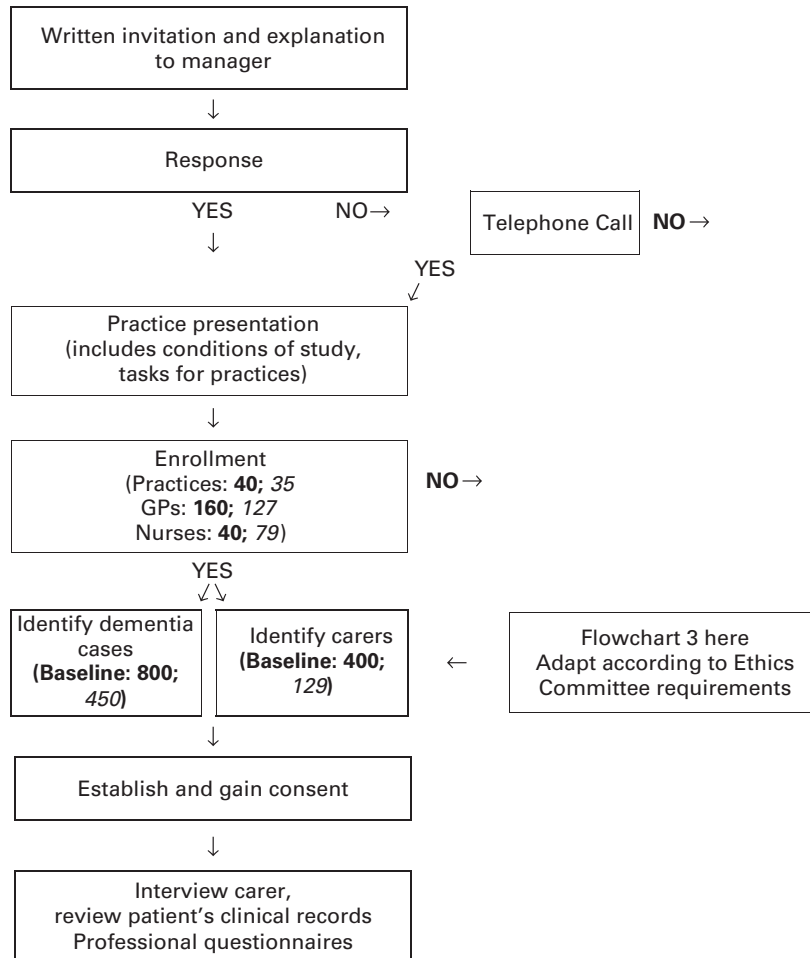 Written invitation and explanation
to manager
↓
Response
YES NO→
Telephone Call NO→
↓
YES
↙
Practice presentation
(includes conditions of study,
tasks for practices)
↓
Enrollment
(Practices: 40; 35
GPs: 160; 127
Nurses: 40; 79)
NO→
YES
↙↘
Identify dementia
cases
(Baseline: 800;
450)
Identify carers
(Baseline: 400;
129)
←
Flowchart 3 here
Adapt according to Ethics
Committee requirements
↓
Establish and gain consent
↓
Interview carer,
review patient’s clinical records
Professional questionnaires